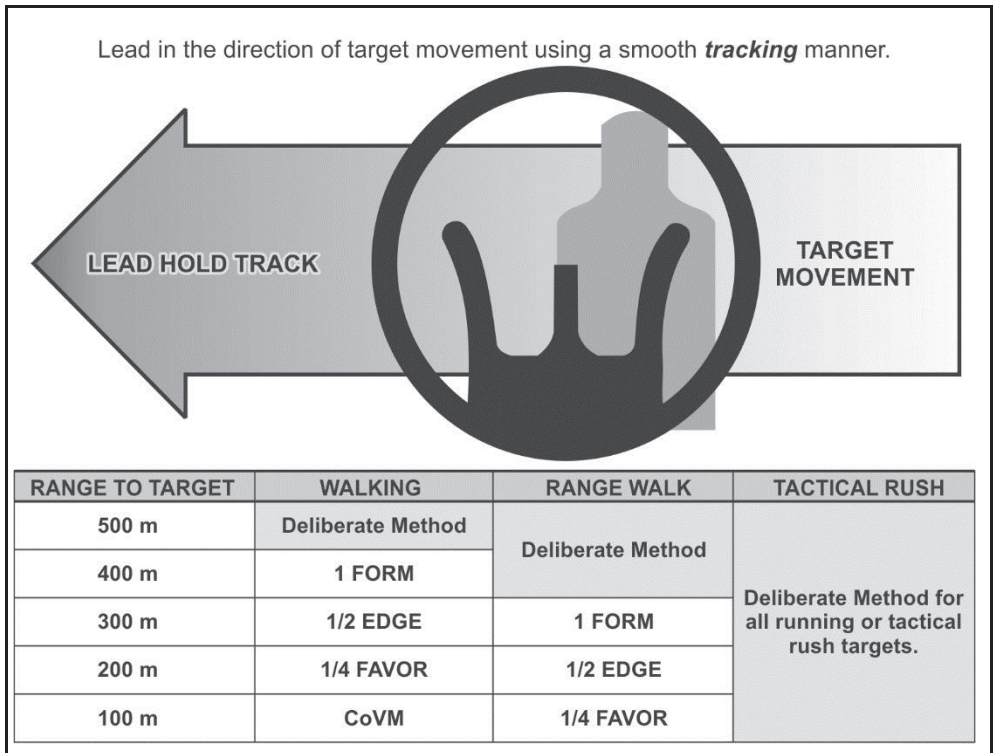 Lead in the direction of target movement using a smooth tracking manner.
LEAD HOLD TRACK
TARGET
MOVEMENT
RANGE TO TARGET WALKING RANGE WALK TACTICAL RUSH
500 m Deliberate Method
Deliberate Method
400 m 1 FORM
Deliberate Method for
all running or tactical
rush targets.
300 m 1/2 EDGE 1 FORM
200 m 1/4 FAVOR 1/2 EDGE
100 m CoVM 1/4 FAVOR